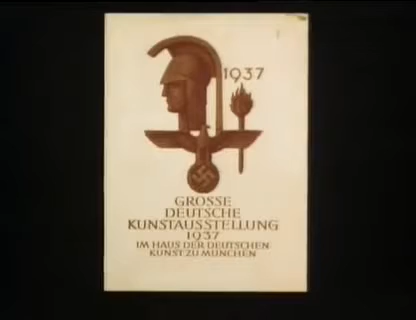 1937
GROSSE
DEUTSCHE
KUNSTAUSSTELLUNG
1937
IM HAUS DER DEUTSCHEN
KUNST ZU MÜNCHEN